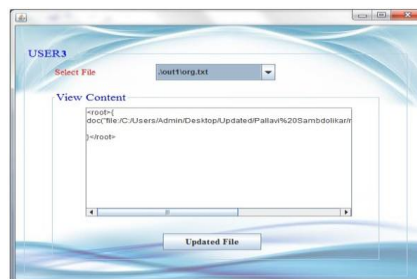 USER3
Select File
.\out1\org.txt
View Content
<root>{
doc("file:/C:/Users/Admin/Desktop/Updated/Pallavi%20Sambdolikar/r
}</root>
Updated File